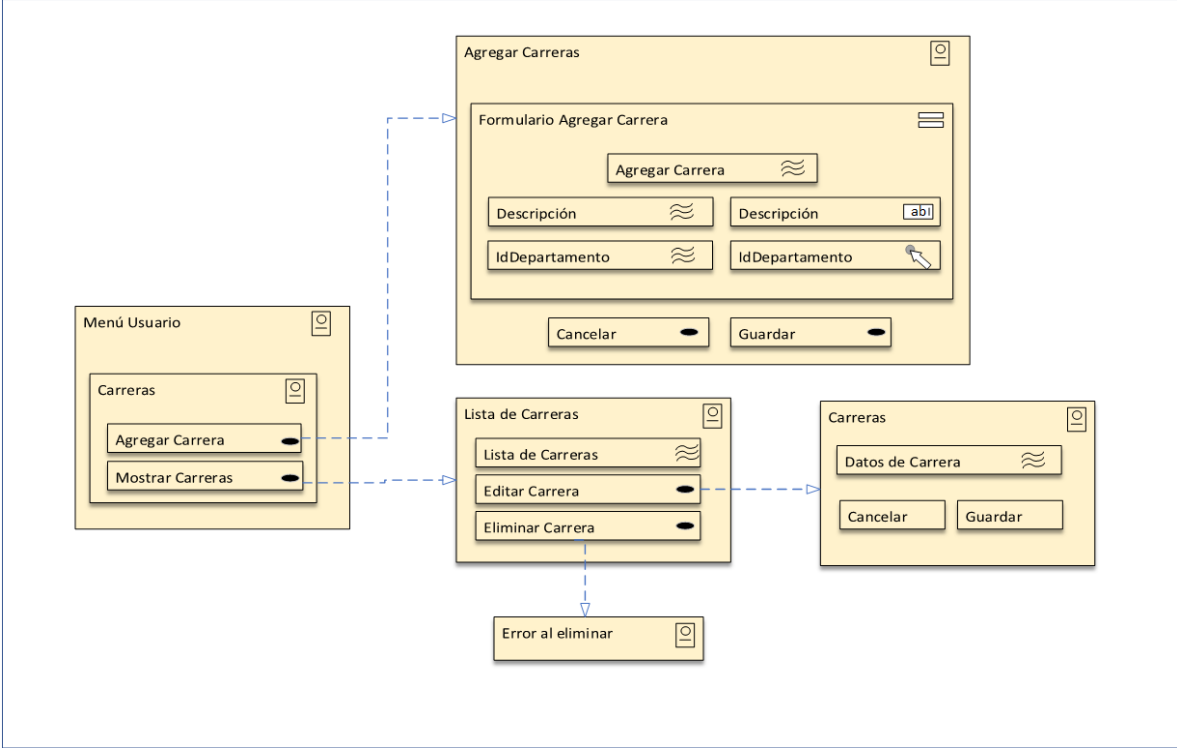 Agregar Carreras
Formulario Agregar Carrera
Agregar Carrera
Descripción
Descripción
abI
IdDepartamento
IdDepartamento
Cancelar
Guardar
Menú Usuario
Carreras
Agregar Carrera
Mostrar Carreras
Lista de Carreras
Lista de Carreras
Editar Carrera
Eliminar Carrera
Carreras
Datos de Carrera
Cancelar
Guardar
Error al eliminar